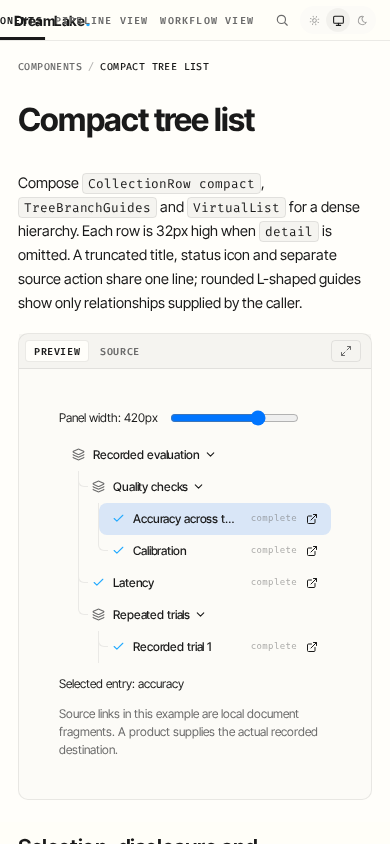 DreamLake. PIPELINE VIEW WORKFLOW VIEW
COMPONENTS / COMPACT TREE LIST
Compact tree list
Compose CollectionRow compact,
TreeBranchGuides and VirtualList for a dense
hierarchy. Each row is 32px high when detail is
omitted. A truncated title, status icon and separate
source action share one line; rounded L-shaped guides
show only relationships supplied by the caller.
PREVIEW SOURCE
Panel width: 420px
Recorded evaluation
Quality checks
Accuracy across t... complete
Calibration complete
Latency complete
Repeated trials
Recorded trial 1 complete
Selected entry: accuracy
Source links in this example are local document
fragments. A product supplies the actual recorded
destination.
Selection, disclosure and